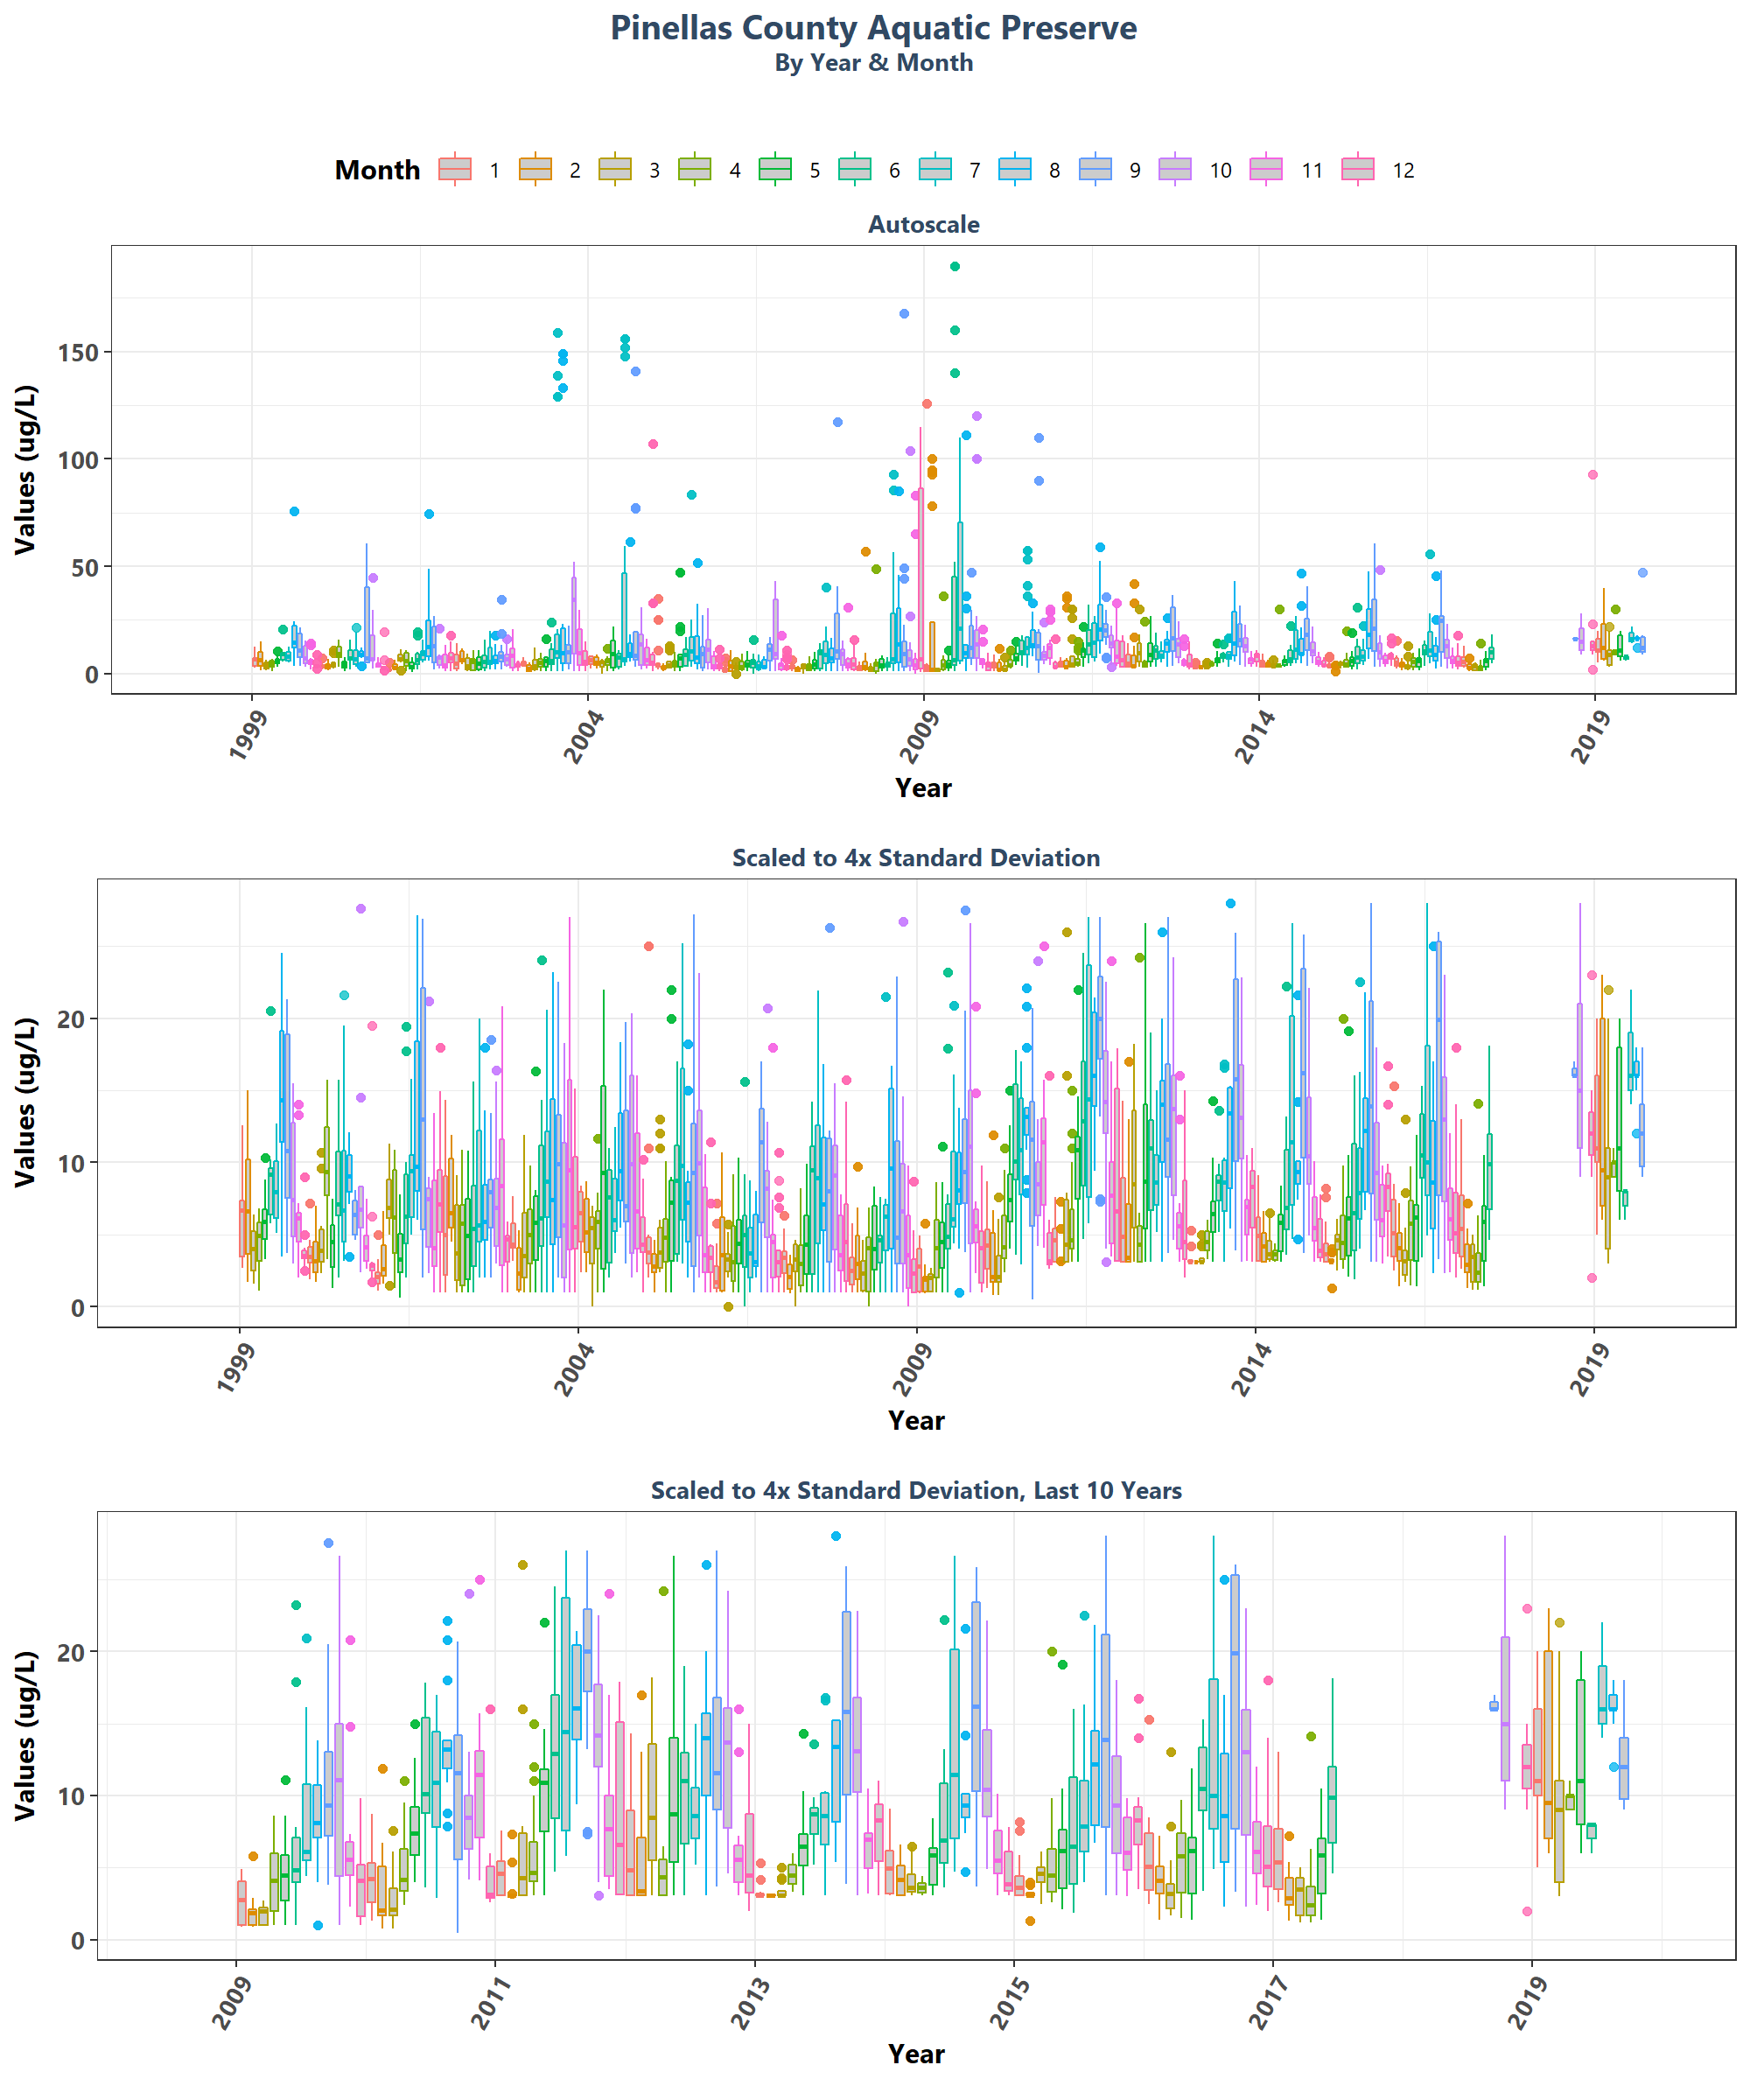 Pinellas County Aquatic Preserve
By Year & Month
Month 1 2 3 4 5 6 7 8 9 10 11 12
Autoscale
Values (ug/L)
150
100
50
0
1999 2004 2009 2014 2019
Year
Scaled to 4x Standard Deviation
Values (ug/L)
20
10
0
1999 2004 2009 2014 2019
Year
Scaled to 4x Standard Deviation, Last 10 Years
Values (ug/L)
20
10
0
2009 2011 2013 2015 2017 2019
Year